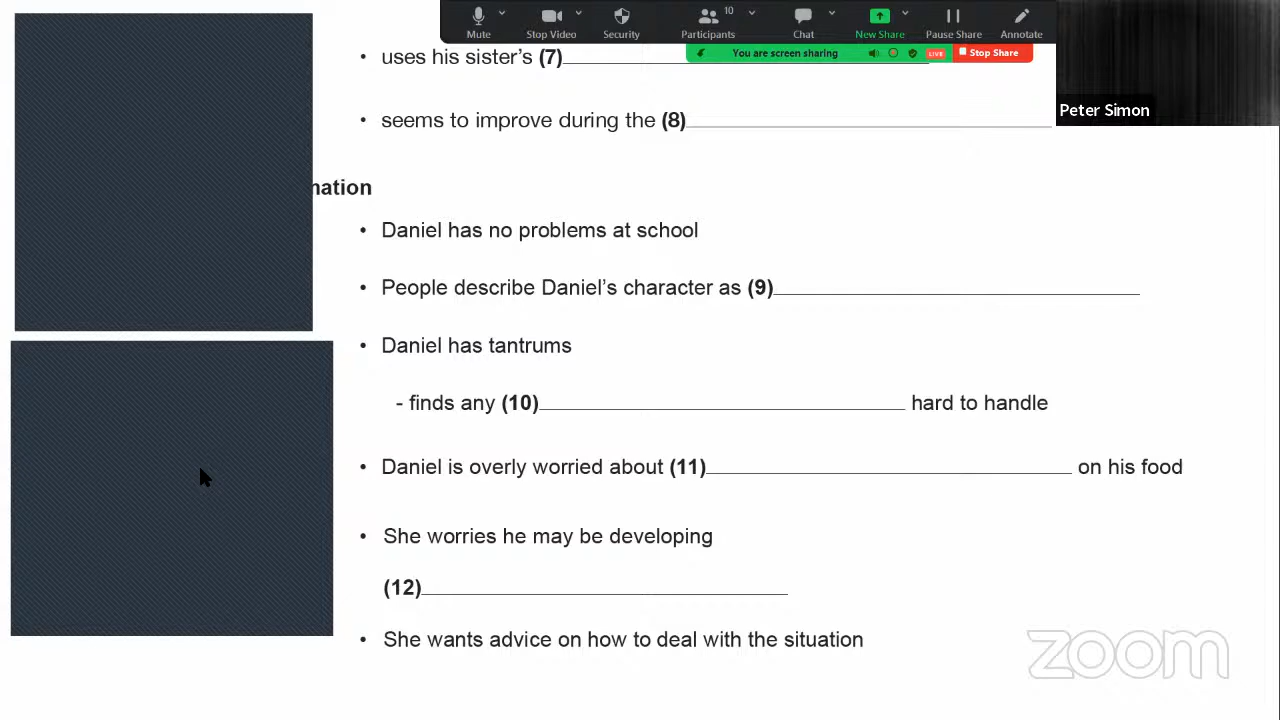 Mute
Stop Video
Security
Participants
10
Chat
New Share
Pause Share
Annotate
You are screen sharing
LIVE
Stop Share
Peter Simon
• uses his sister’s (7)
• seems to improve during the (8)
mation
• Daniel has no problems at school
• People describe Daniel’s character as (9)
• Daniel has tantrums
- finds any (10) hard to handle
• Daniel is overly worried about (11) on his food
• She worries he may be developing
(12)
• She wants advice on how to deal with the situation
zoom